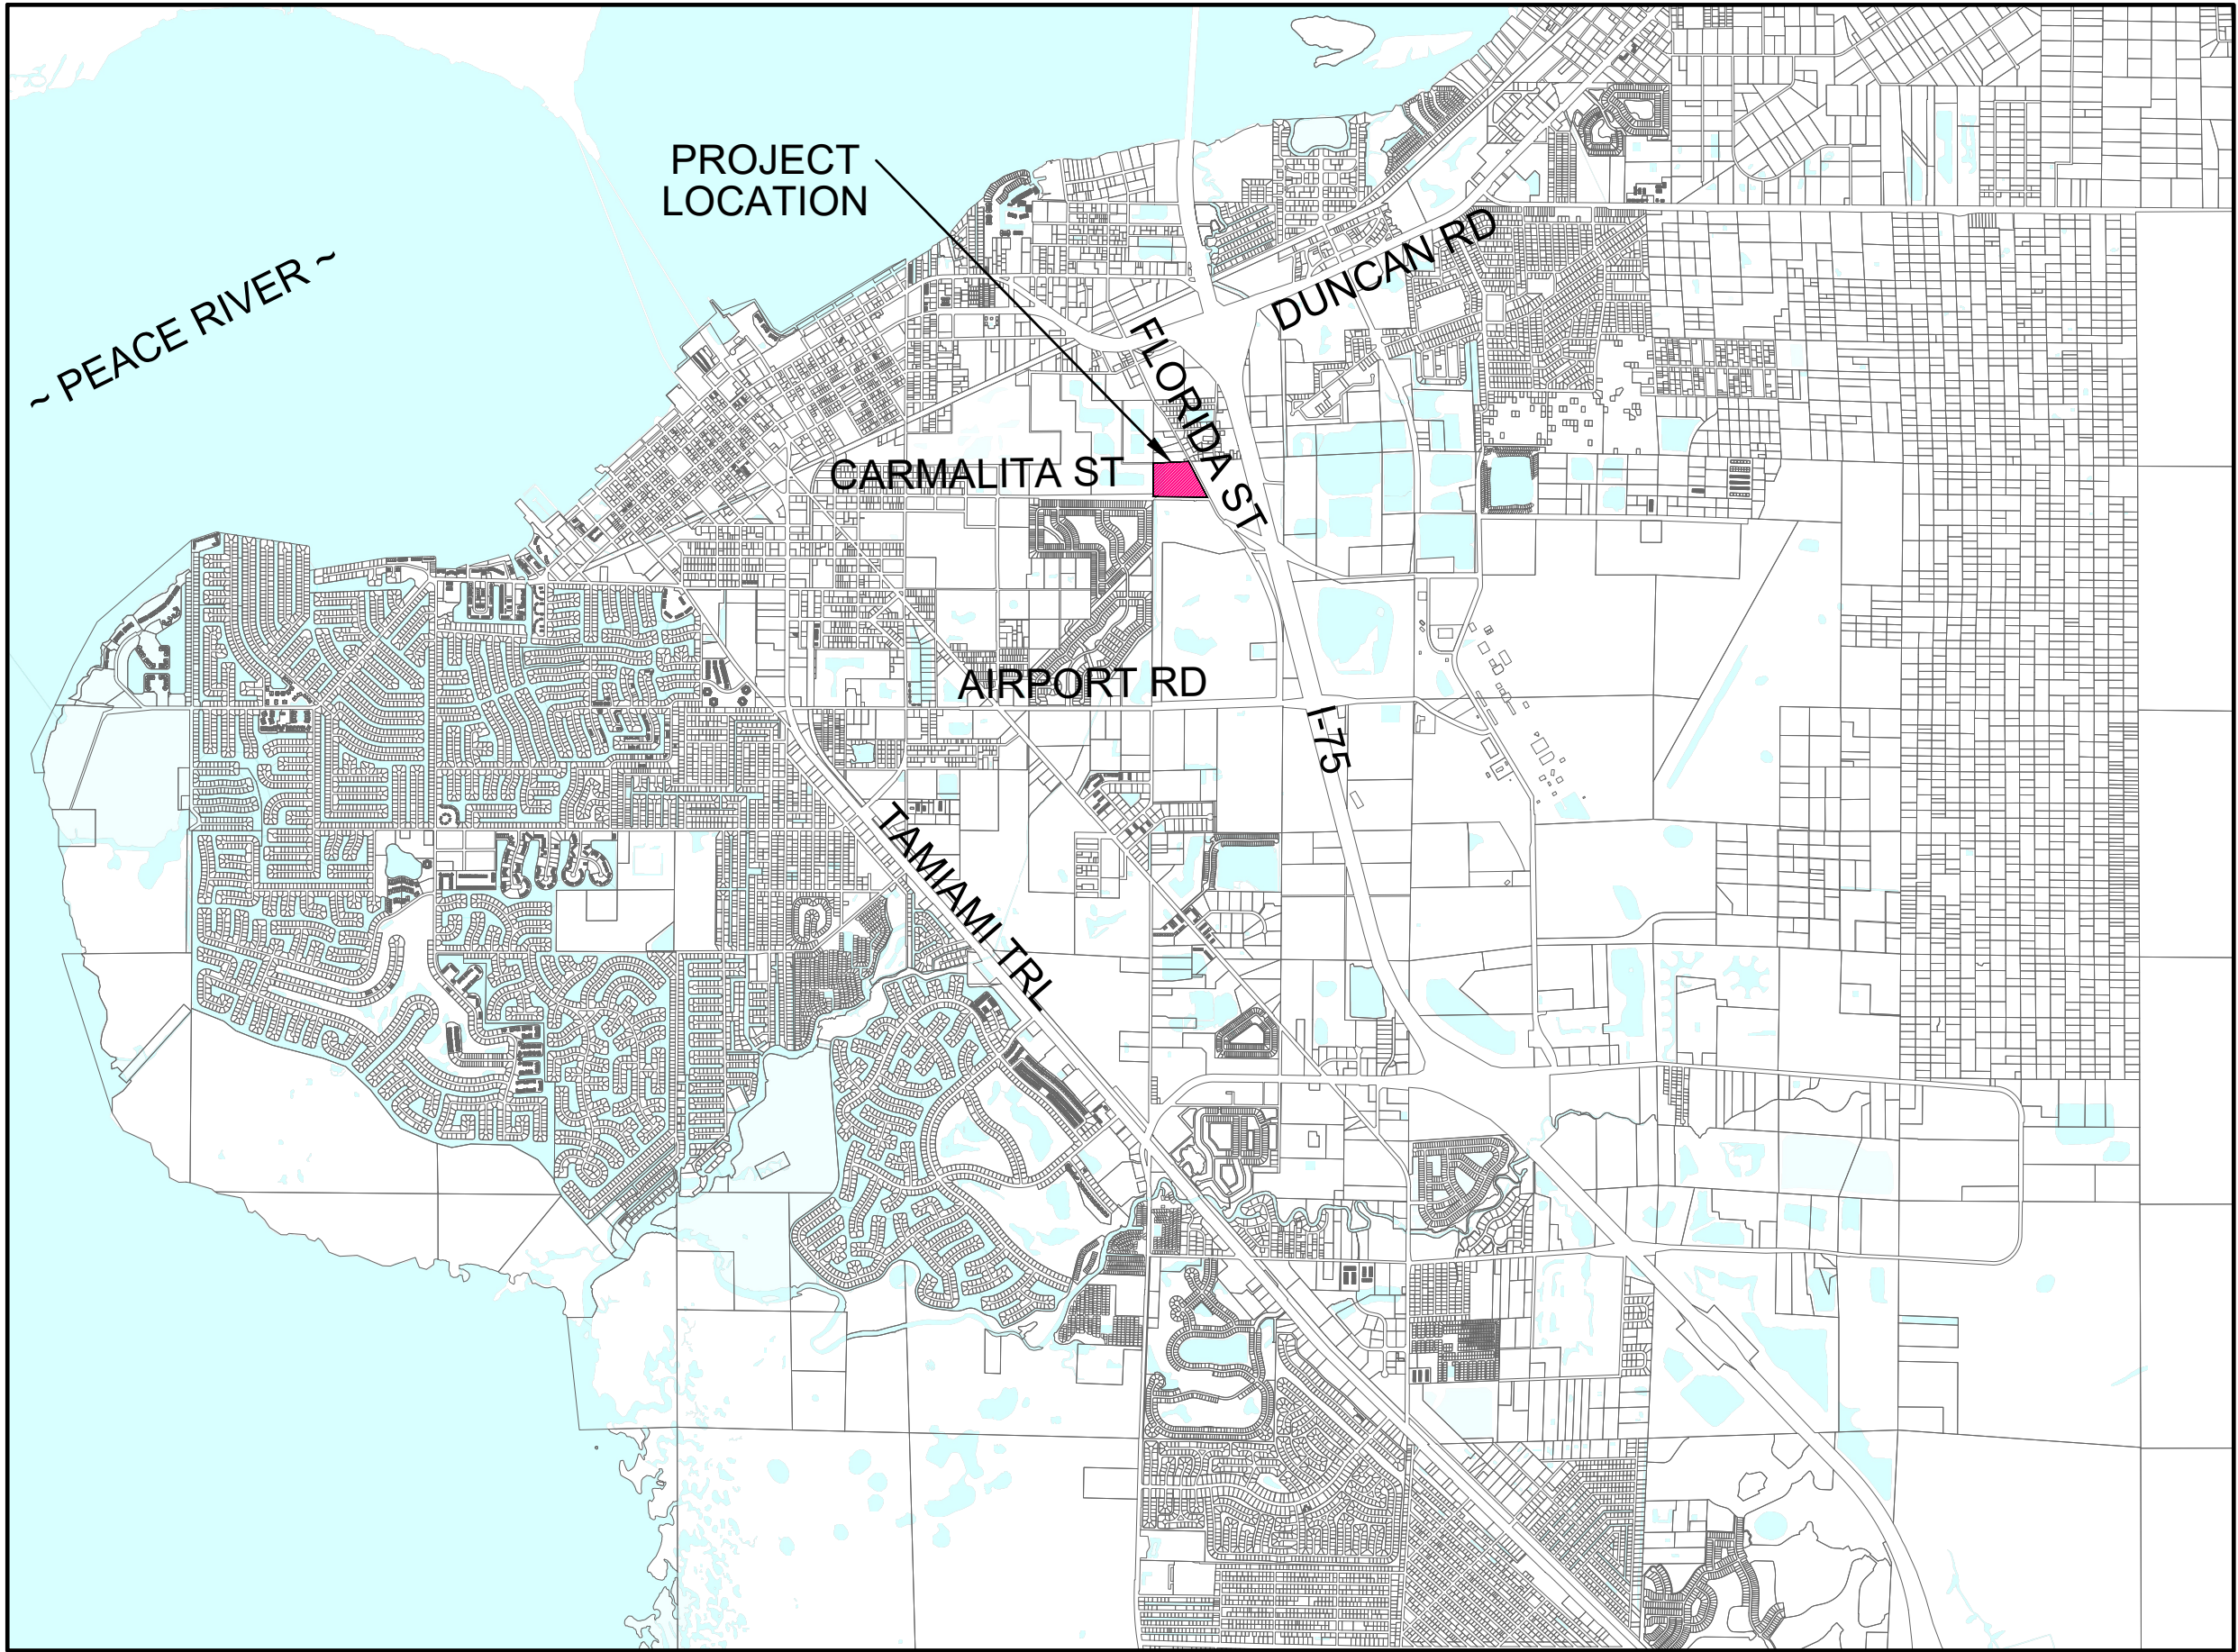 PROJECT
LOCATION
~ PEACE RIVER ~
DUNCAN RD
FLORIDA ST
CARMALITA ST
AIRPORT RD
I-75
TAMIAMI TRL